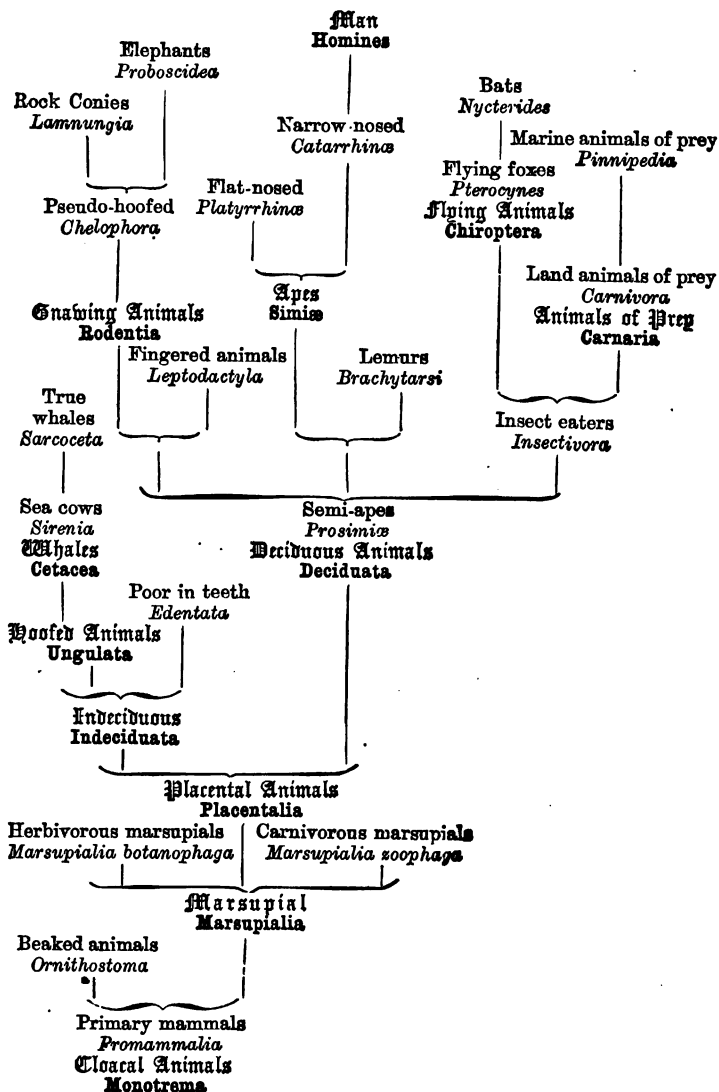 Man
Homines
Elephants
Proboscidea
Rock Conies
Lamnungia
Bats
Nycterides
Narrow-nosed
Catarrhinæ
Marine animals of prey
Pinnipedia
Flying foxes
Pterocynes
Flying Animals
Chiroptera
Flat-nosed
Platyrrhinæ
Pseudo-hoofed
Chelophora
Land animals of prey
Carnivora
Animals of Prey
Carnaria
Apes
Simiæ
Gnawing Animals
Rodentia
Fingered animals
Leptodactyla
Lemurs
Brachytarsi
True
whales
Sarcoceta
Insect eaters
Insectivora
Sea cows
Sirenia
Whales
Cetacea
Semi-apes
Prosimiæ
Deciduous Animals
Deciduata
Poor in teeth
Edentata
Hoofed Animals
Ungulata
Indeciduous
Indeciduata
Placental Animals
Placentalia
Herbivorous marsupials
Marsupialia botanophaga
Carnivorous marsupials
Marsupialia zoophaga
Marsupial
Marsupialia
Beaked animals
Ornithostoma
Primary mammals
Promammalia
Cloacal Animals
Monotrema